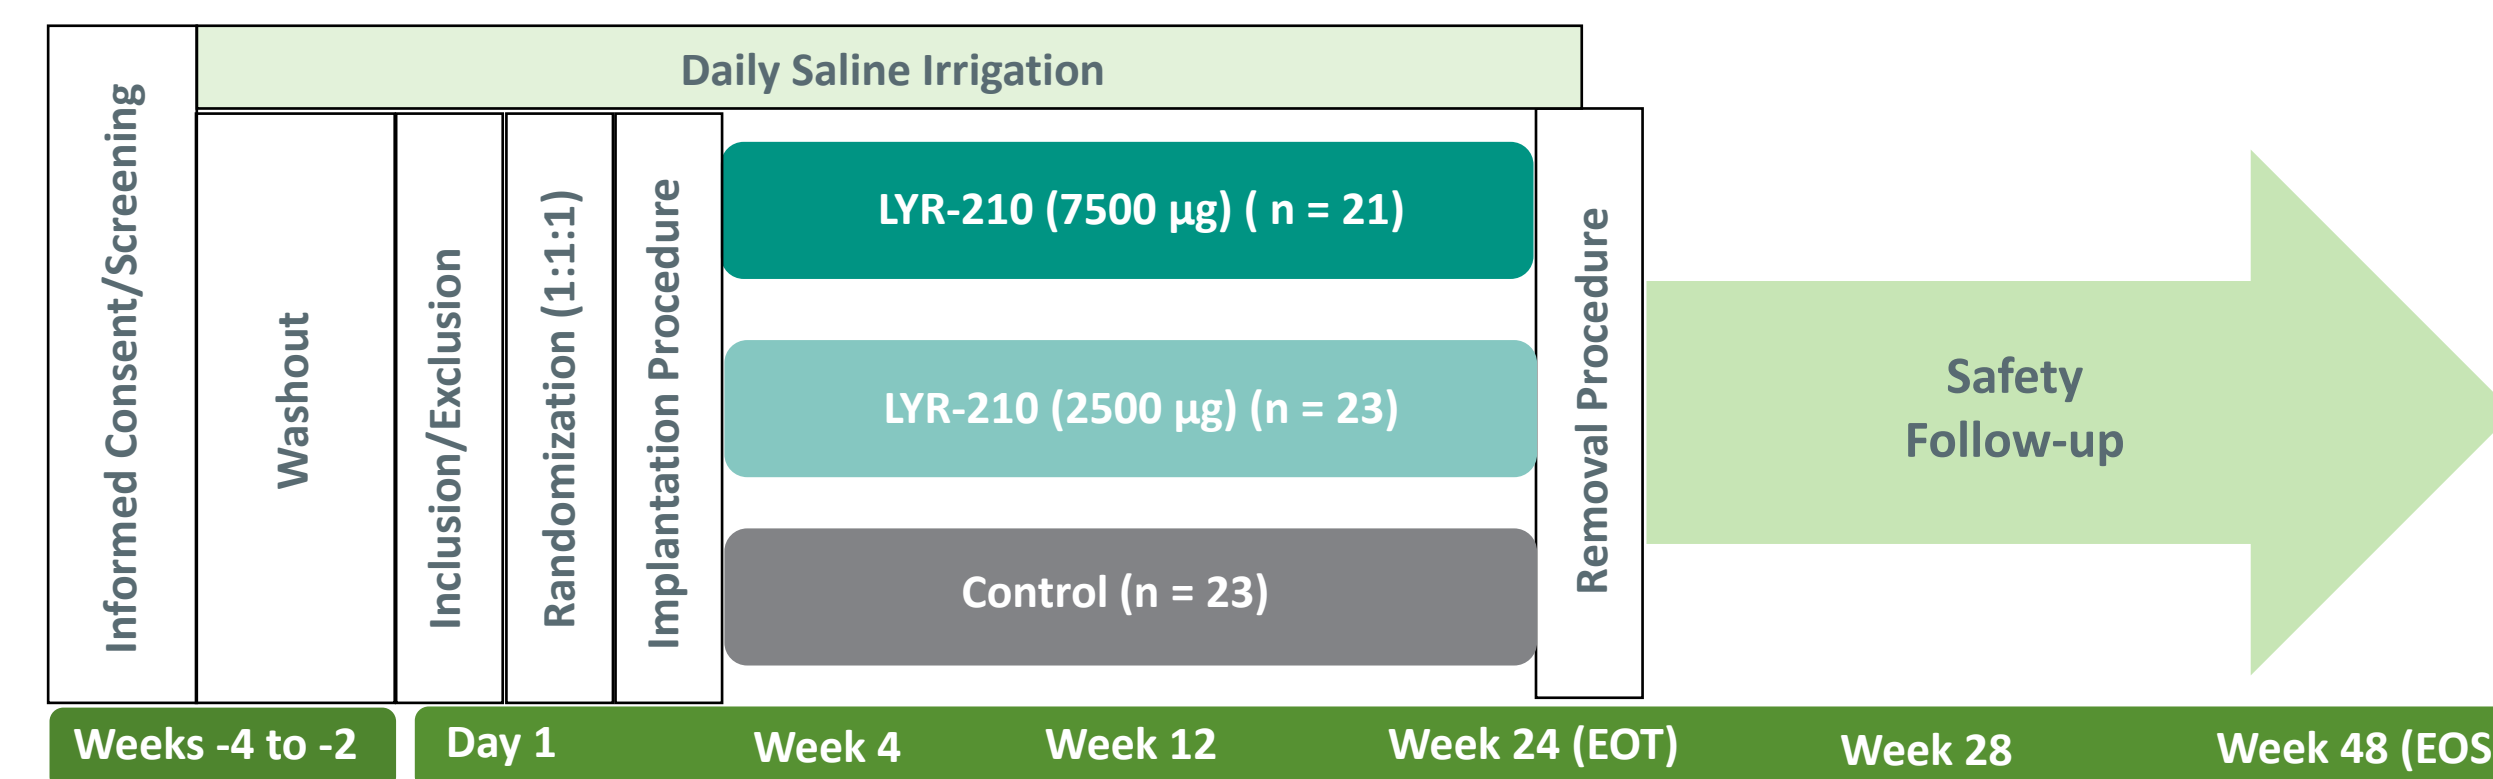 Daily Saline Irrigation
Informed Consent/Screening
Washout
Inclusion/Exclusion
Randomization (1:1:1)
Implantation Procedure
LYR-210 (7500 µg) ( n = 21)
LYR-210 (2500 µg) (n = 23)
Control (n = 23)
Removal Procedure
Safety
Follow-up
Weeks -4 to -2
Day 1
Week 4
Week 12
Week 24 (EOT)
Week 28
Week 48 (EOS